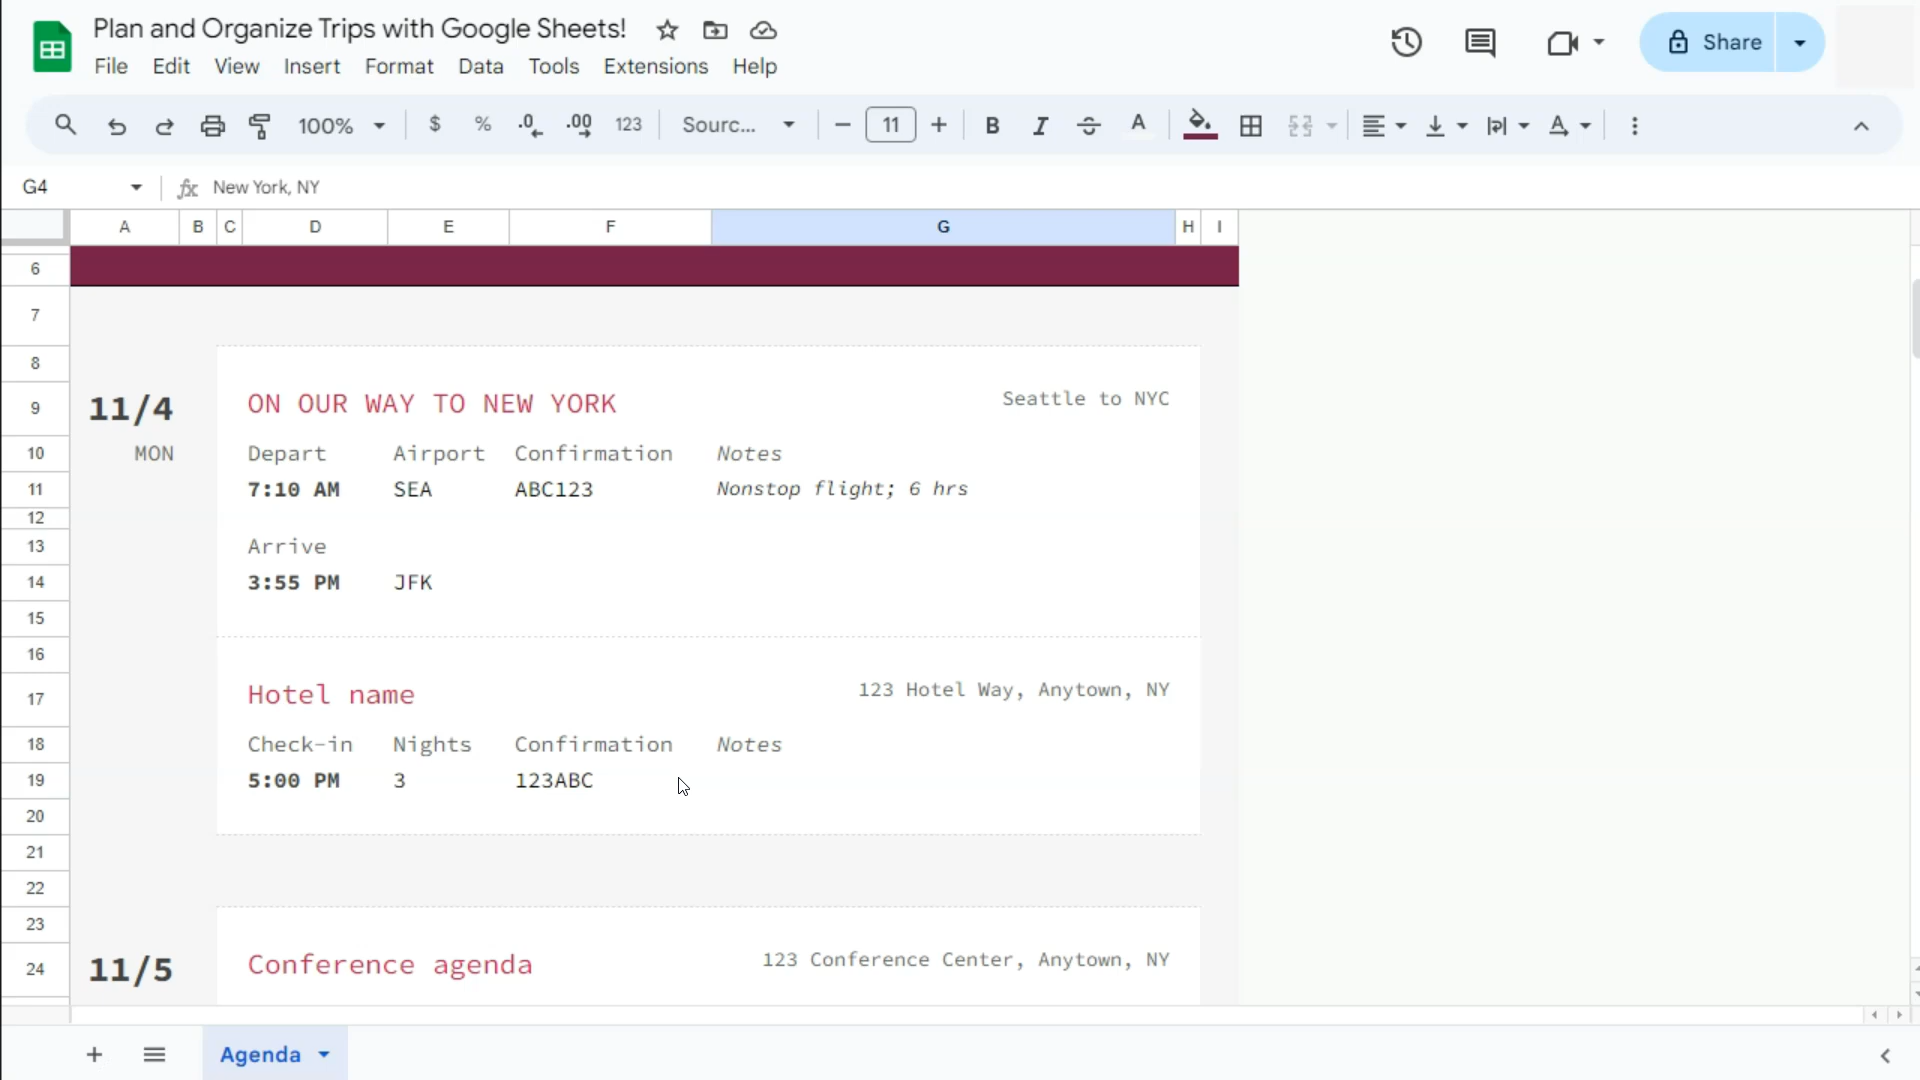 Plan and Organize Trips with Google Sheets!
File Edit View Insert Format Data Tools Extensions Help
Share
100% $ % .0 .00 123 Sourc... 11 B I S A A
G4 fx New York, NY
A B C D E F G H I
6
7
8
9 11/4 ON OUR WAY TO NEW YORK Seattle to NYC
10 MON Depart Airport Confirmation Notes
11 7:10 AM SEA ABC123 Nonstop flight; 6 hrs
12
13 Arrive
14 3:55 PM JFK
15
16
17 Hotel name 123 Hotel Way, Anytown, NY
18 Check-in Nights Confirmation Notes
19 5:00 PM 3 123ABC
20
21
22
23
24 11/5 Conference agenda 123 Conference Center, Anytown, NY
Agenda